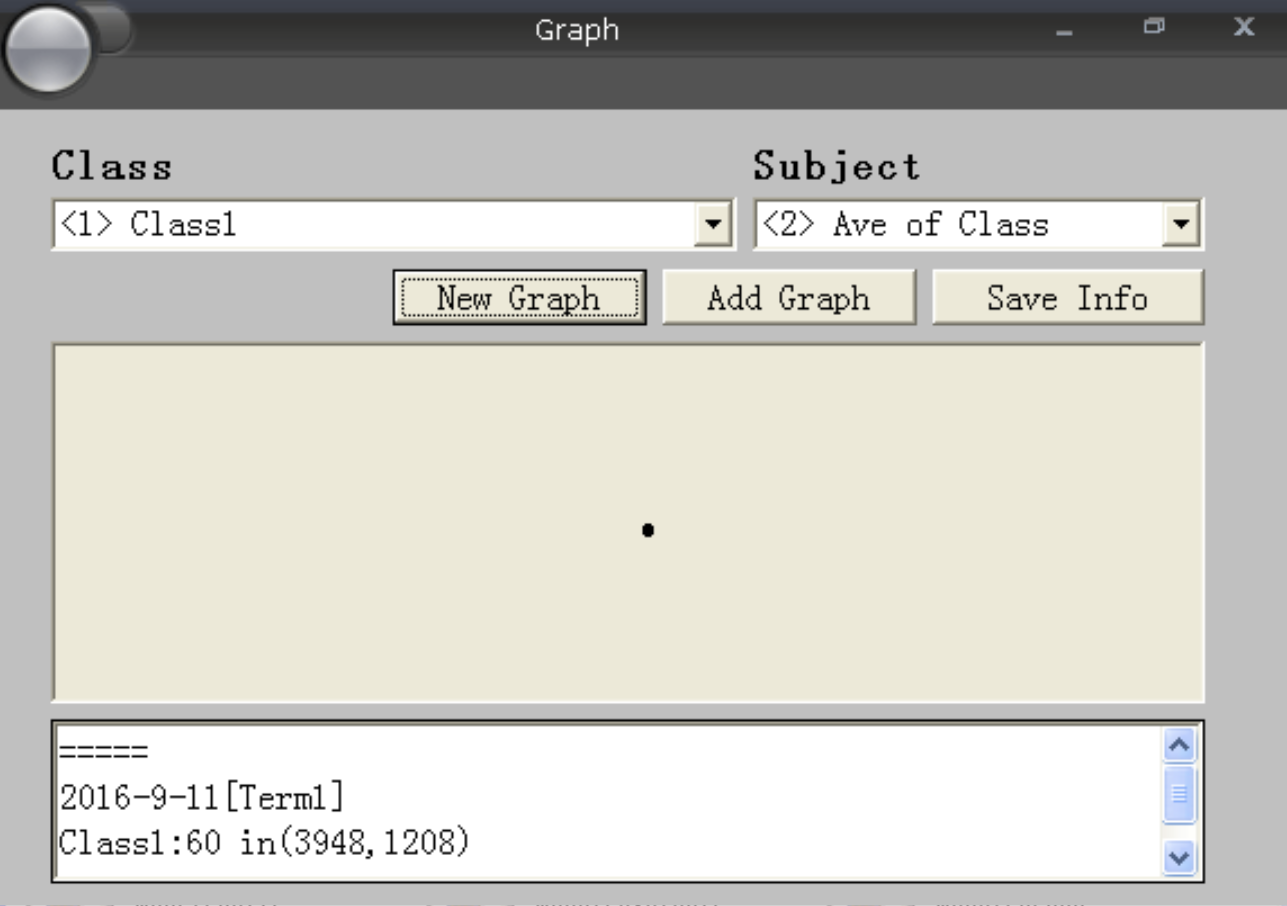 Graph
Class
Subject
<1> Class1
<2> Ave of Class
New Graph
Add Graph
Save Info
=====
2016-9-11[Term1]
Class1:60 in(3948,1208)